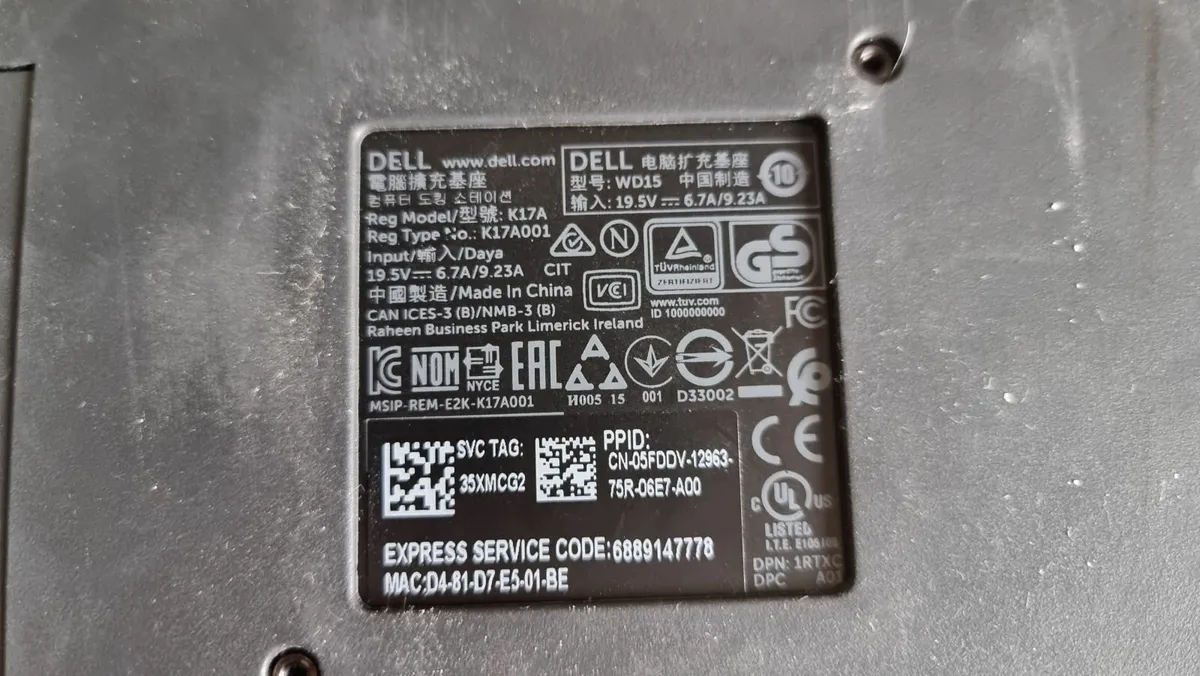 DELL www.dell.com
電腦擴充基座
컴퓨터 도킹 스테이션
Reg Model/型號: K17A
Reg Type No.: K17A001
Input/輸入/Daya
19.5V⎓ 6.7A/9.23A CIT
中國製造/Made In China
CAN ICES-3 (B)/NMB-3 (B)
Raheen Business Park Limerick Ireland
DELL 电脑扩充基座
型号: WD15 中国制造
输入: 19.5V⎓ 6.7A/9.23A
10
N
TÜVRheinland
ZERTIFIZIERT
GS
VCI
www.tuv.com
ID 1000000000
FC
KC NOM NYCE EAC
MSIP-REM-E2K-K17A001
И005 15 001 D33002
SVC TAG:
35XMCG2
PPID:
CN-05FDDV-12963-
75R-06E7-A00
EXPRESS SERVICE CODE:6889147778
MAC:D4-81-D7-E5-01-BE
CE
C UL US
LISTED
I.T.E.
DPN: 1RTXC
DPC A01